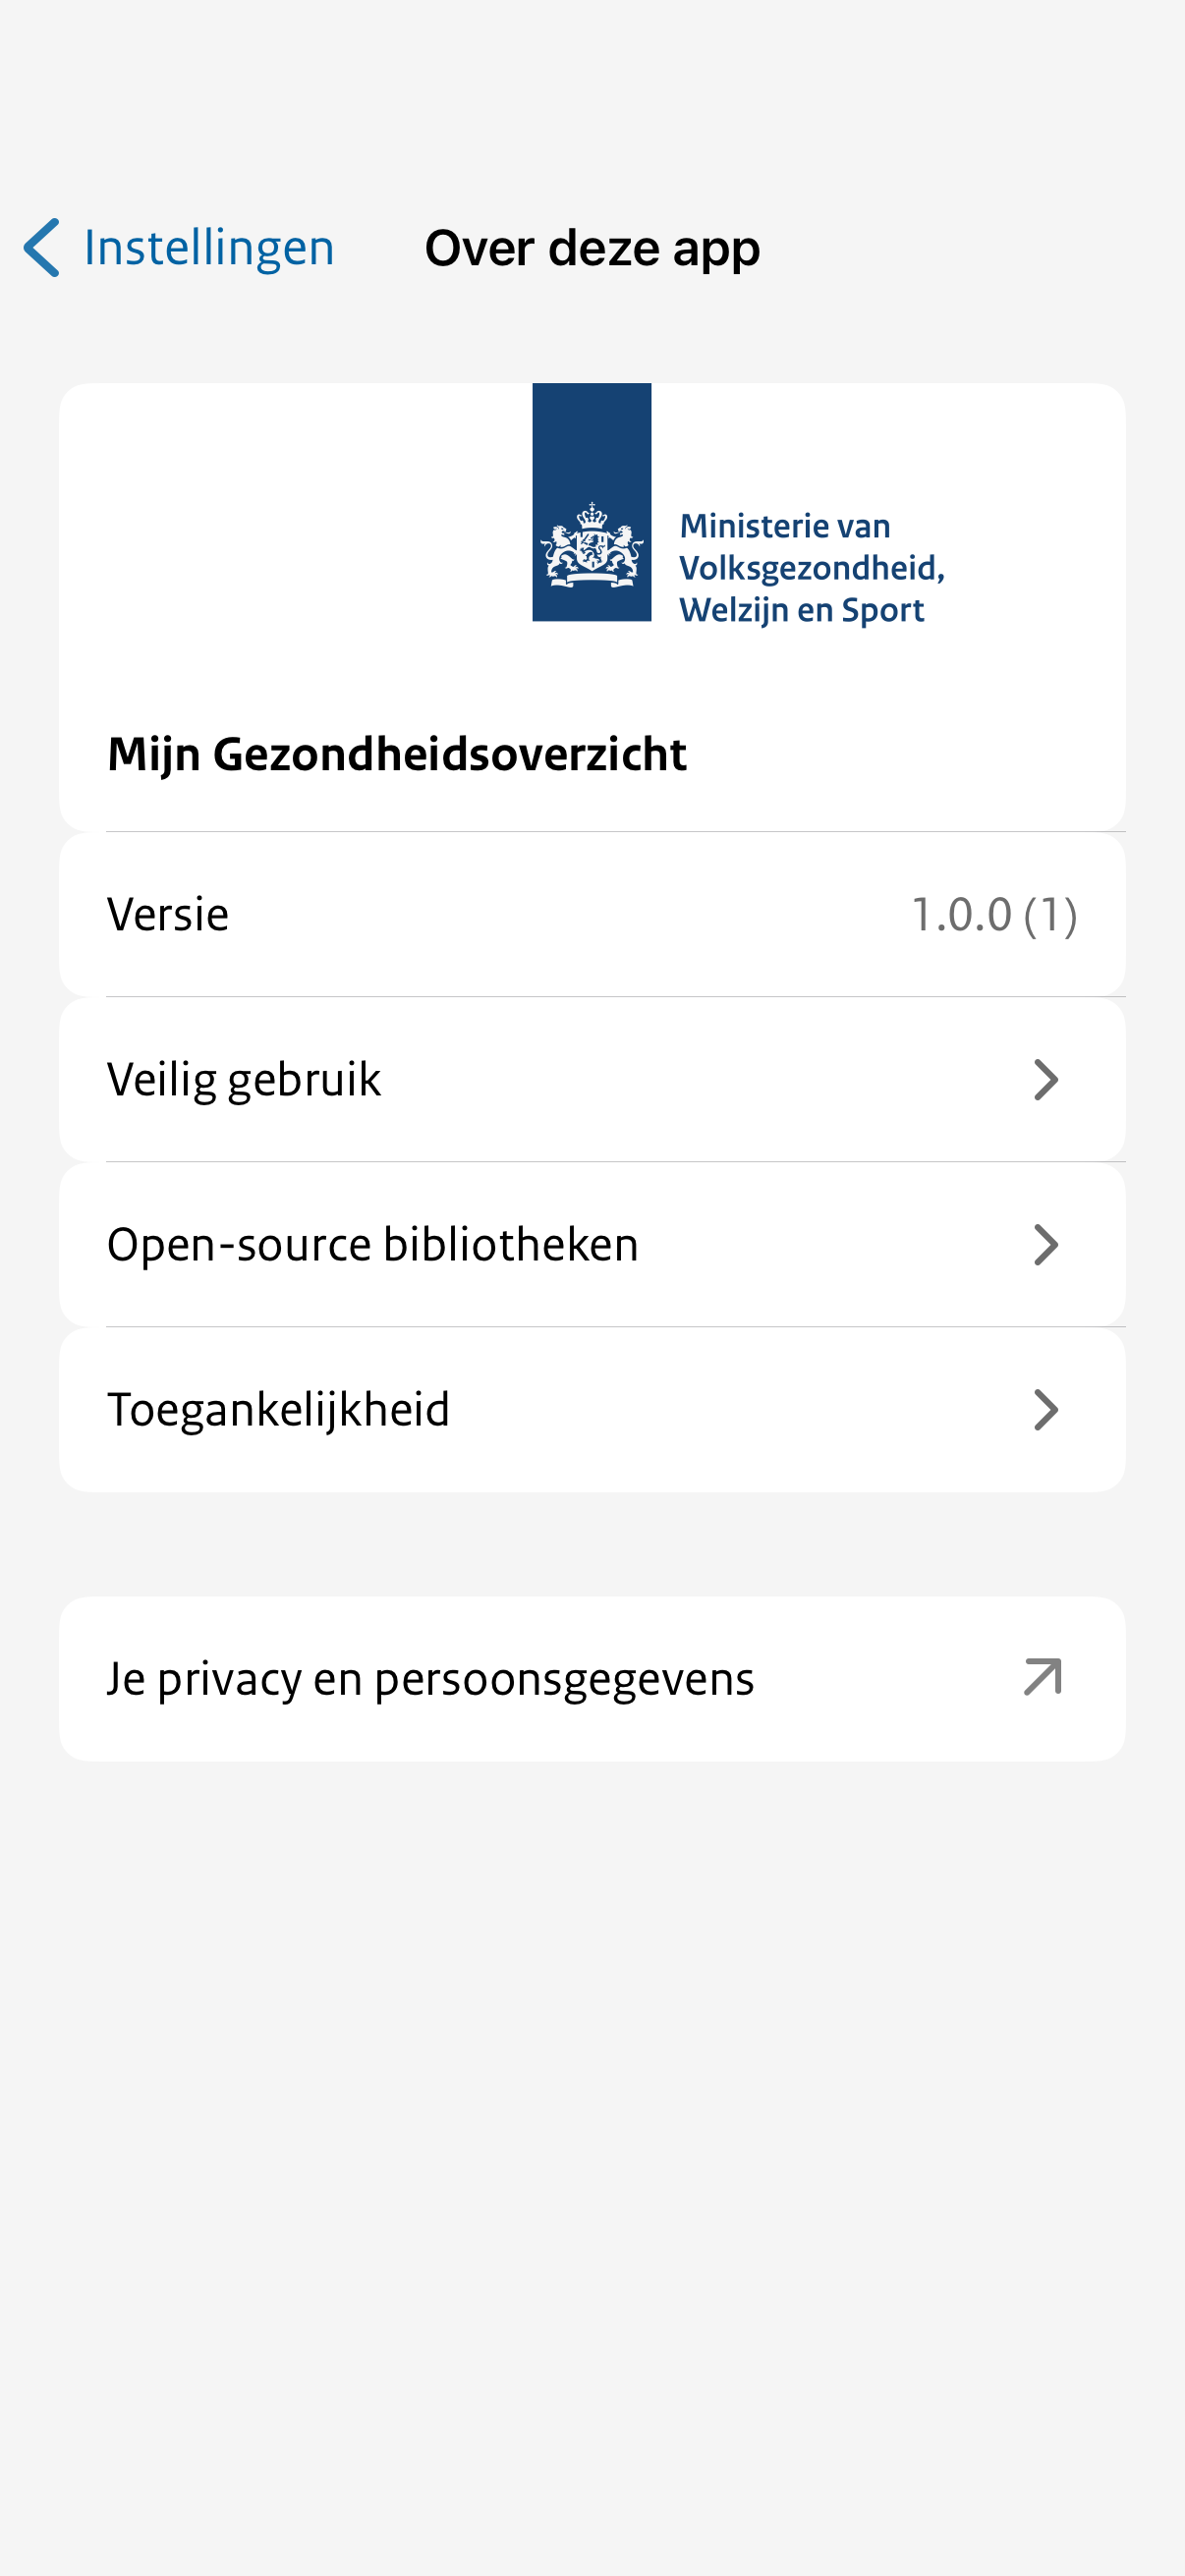 Instellingen
Over deze app
Ministerie van
Volksgezondheid,
Welzijn en Sport
Mijn Gezondheidsoverzicht
Versie 1.0.0 (1)
Veilig gebruik
Open-source bibliotheken
Toegankelijkheid
Je privacy en persoonsgegevens